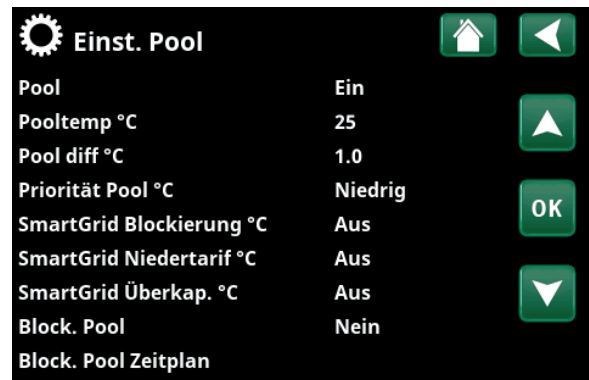 Einst. Pool
Pool Ein
Pooltemp °C 25
Pool diff °C 1.0
Priorität Pool °C Niedrig
SmartGrid Blockierung °C Aus
OK
SmartGrid Niedertarif °C Aus
SmartGrid Überkap. °C Aus
Block. Pool Nein
Block. Pool Zeitplan